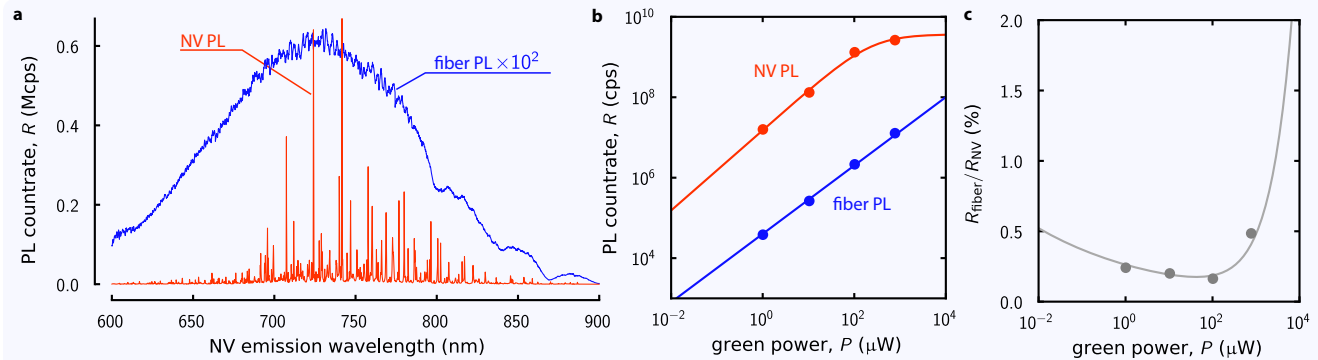 a
PL countrate, R (Mcps)
0.6
0.4
0.2
0.0
NV PL
fiber PL ×10²
600 650 700 750 800 850 900
NV emission wavelength (nm)
b
PL countrate, R (cps)
10¹⁰
10⁸
10⁶
10⁴
NV PL
fiber PL
10⁻² 10⁰ 10² 10⁴
green power, P (μW)
c
R_fiber/R_NV (%)
2.0
1.5
1.0
0.5
0.0
10⁻² 10⁰ 10² 10⁴
green power, P (μW)